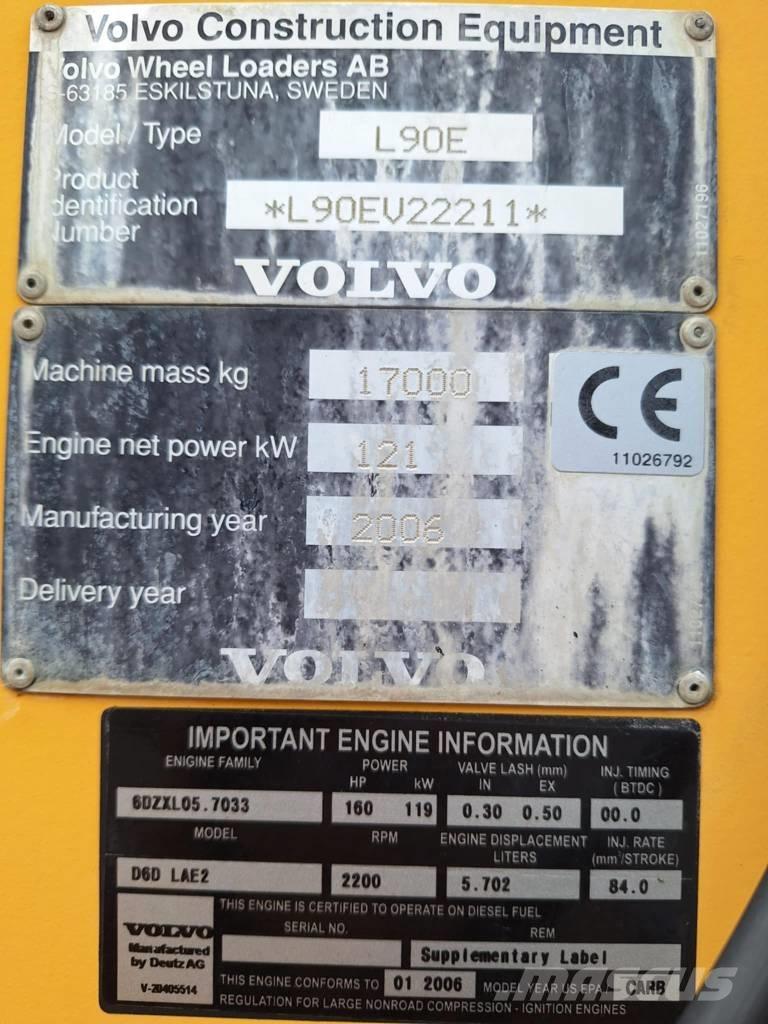 Volvo Construction Equipment
Volvo Wheel Loaders AB
S-63185 ESKILSTUNA, SWEDEN
Model / Type L90E
Product
Identification
Number
*L90EV22211*
11027196
VOLVO
Machine mass kg 17000
Engine net power kW 121
Manufacturing year 2006
Delivery year
CE
11026792
VOLVO
IMPORTANT ENGINE INFORMATION
ENIGINE FAMILY POWER VALVE LASH (mm) INJ. TIMING
HP kW IN EX (BTDC)
6DZXL05.7033 160 119 0.30 0.50 00.0
MODEL RPM ENGINE DISPLACEMENT INJ. RATE
LITERS (mm³/STROKE)
D6D LAE2 2200 5.702 84.0
THIS ENGINE IS CERTIFIED TO OPERATE ON DIESEL FUEL
SERIAL NO. REM
VOLVO
Manufactured
by Deutz AG
Supplementary Label
V-20405514
THIS ENGINE CONFORMS TO 01 2006 MODEL YEAR US EPA CARB
REGULATION FOR LARGE NONROAD COMPRESSION - IGNITION ENGINES
MASCUS